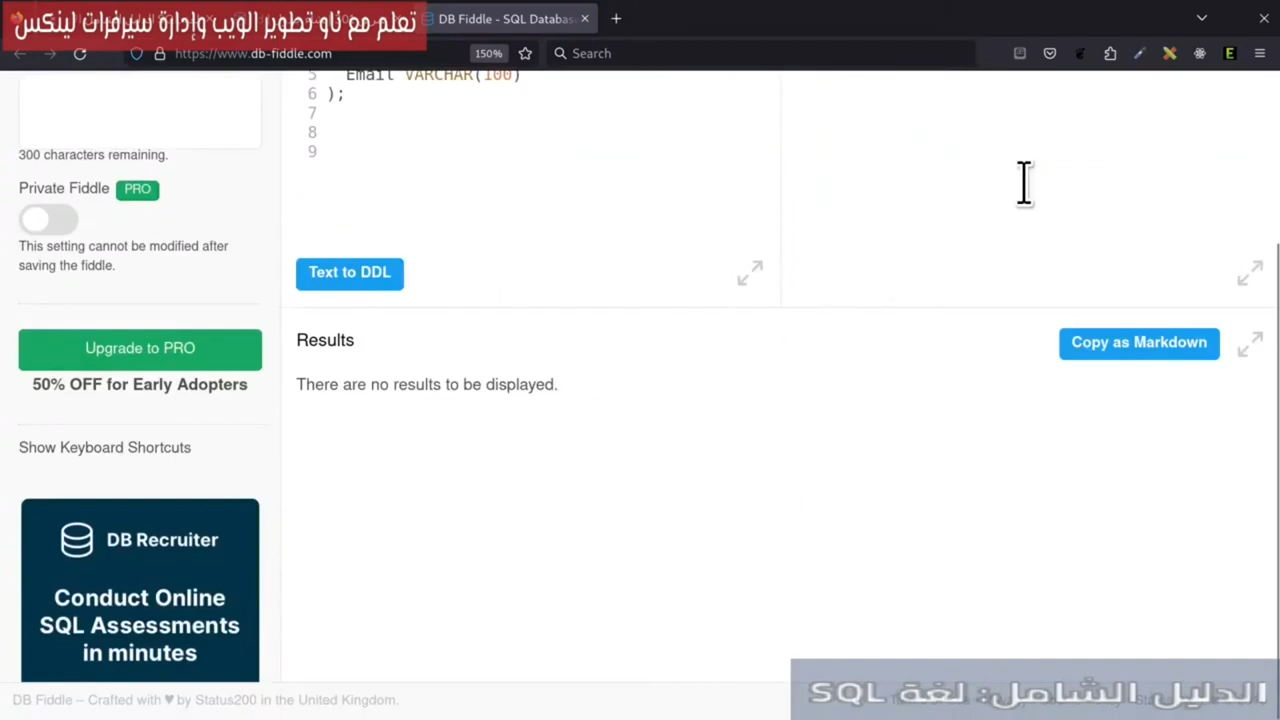 تعلم مع ناو تطوير الويب وإدارة سيرفرات لينكس
DB Fiddle - SQL Databas
https://www.db-fiddle.com
150%
Search
5 Email VARCHAR(100)
6 );
7
8
9
300 characters remaining.
Private Fiddle PRO
This setting cannot be modified after
saving the fiddle.
Text to DDL
Upgrade to PRO
50% OFF for Early Adopters
Results
Copy as Markdown
There are no results to be displayed.
Show Keyboard Shortcuts
DB Recruiter
Conduct Online
SQL Assessments
in minutes
DB Fiddle – Crafted with ♥ by Status200 in the United Kingdom.
الدليل الشامل: لغة SQL